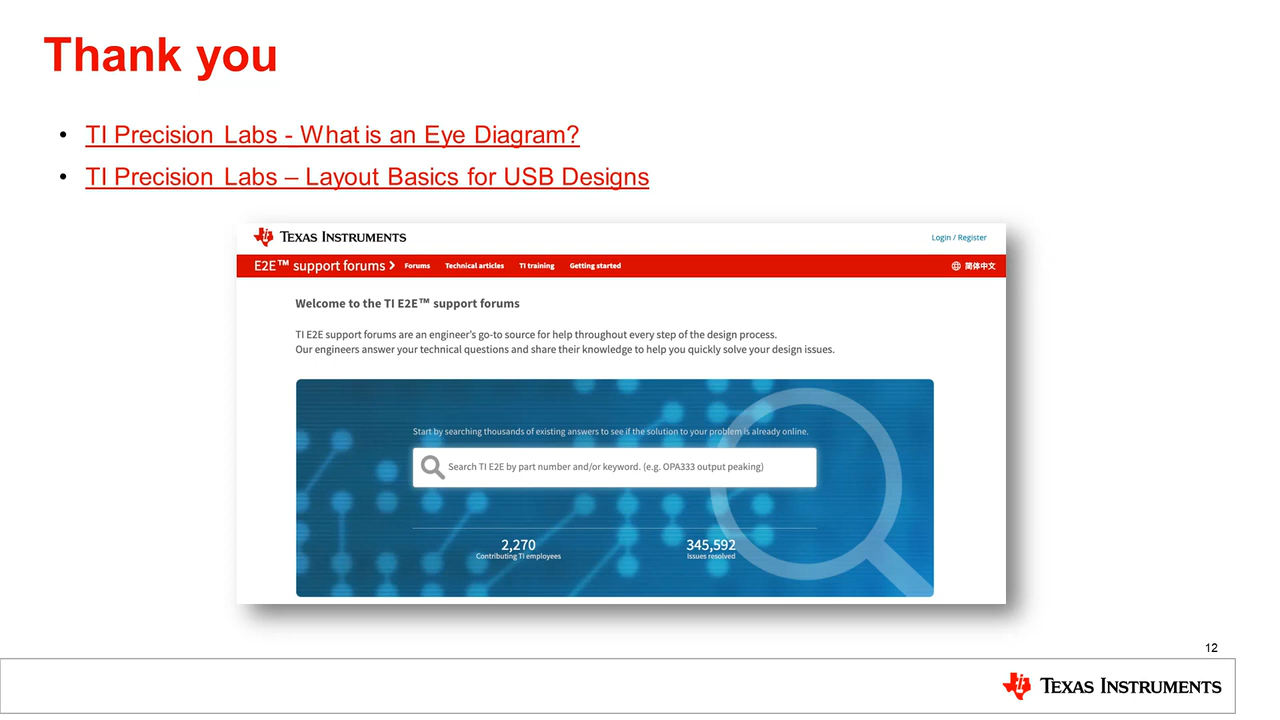 Thank you
• TI Precision Labs - What is an Eye Diagram?
• TI Precision Labs – Layout Basics for USB Designs
TEXAS INSTRUMENTS
Login / Register
E2E™ support forums
Forums
Technical articles
TI training
Getting started
简体中文
Welcome to the TI E2E™ support forums
TI E2E support forums are an engineer's go-to source for help throughout every step of the design process.
Our engineers answer your technical questions and share their knowledge to help you quickly solve your design issues.
Start by searching thousands of existing answers to see if the solution to your problem is already online.
Search TI E2E by part number and/or keyword. (e.g. OPA333 output peaking)
2,270
Contributing TI employees
345,592
Issues resolved
12
TEXAS INSTRUMENTS